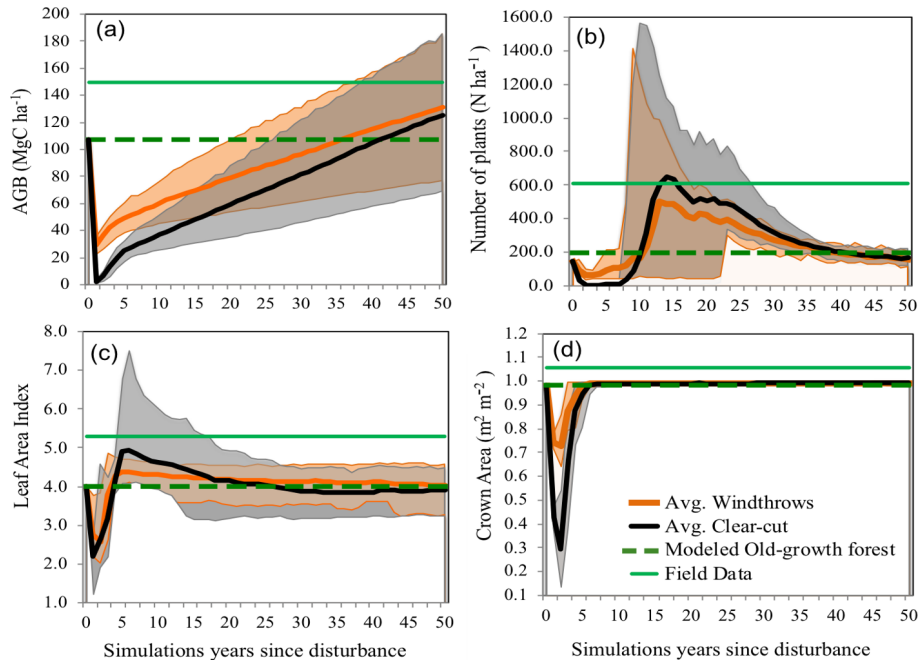 (a)
AGB (MgC ha⁻¹)
200
180
160
140
120
100
80
60
40
20
0
0 5 10 15 20 25 30 35 40 45 50
(b)
Number of plants (N ha⁻¹)
1600.0
1400.0
1200.0
1000.0
800.0
600.0
400.0
200.0
0.0
0 5 10 15 20 25 30 35 40 45 50
(c)
Leaf Area Index
8.0
7.0
6.0
5.0
4.0
3.0
2.0
1.0
0 5 10 15 20 25 30 35 40 45 50
Simulations years since disturbance
(d)
Crown Area (m² m⁻²)
1.2
1.1
1.0
0.9
0.8
0.7
0.6
0.5
0.4
0.3
0.2
0.1
Avg. Windthrows
Avg. Clear-cut
Modeled Old-growth forest
Field Data
0 5 10 15 20 25 30 35 40 45 50
Simulations years since disturbance